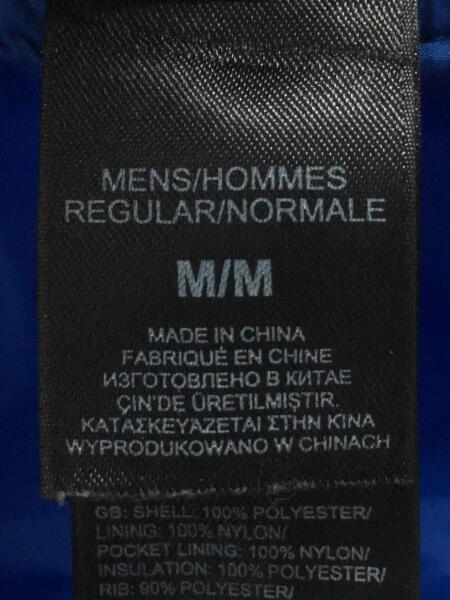 MENS/HOMMES
REGULAR/NORMALE
M/M
MADE IN CHINA
FABRIQUÉ EN CHINE
ИЗГОТОВЛЕНО В КИТАЕ
ÇIN'DE ÜRETILMIŞTIR.
ΚΑΤΑΣΚΕΥΆΖΕΤΑΙ ΣΤΗΝ ΚΙΝΑ
WYPRODUKOWANO W CHINACH
GB: SHELL: 100% POLYESTER/
LINING: 100% NYLON/
POCKET LINING: 100% NYLON/
INSULATION: 100% POLYESTER/
RIB: 90% POLYESTER/